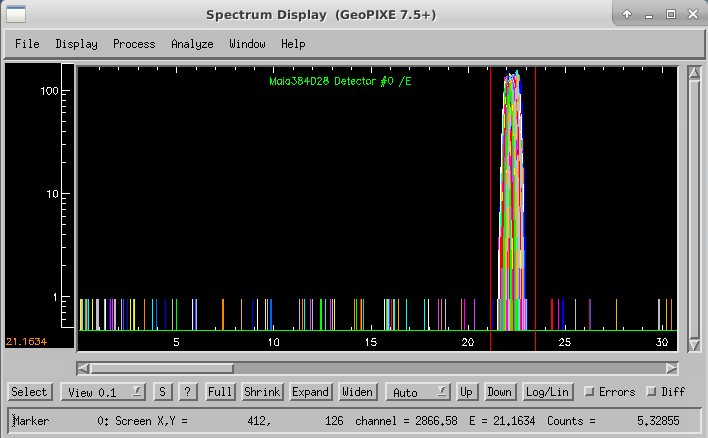 Spectrum Display (GeoPIXE 7.5+)
File Display Process Analyze Window Help
Maia384D28 Detector #0 /E
100
10
1
21.1634
5 10 15 20 25 30
Select View 0.1 S ? Full Shrink Expand Widen Auto Up Down Log/Lin Errors Diff
Marker 0: Screen X,Y = 412, 126 channel = 2866.58 E = 21.1634 Counts = 5.32855